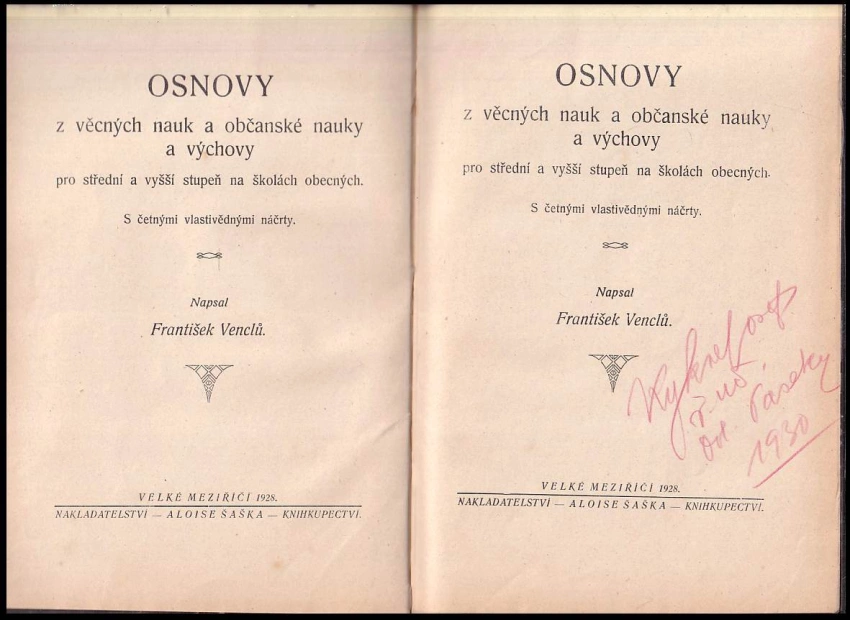 OSNOVY
z věcných nauk a občanské nauky
a výchovy
pro střední a vyšší stupeň na školách obecných.
S četnými vlastivědnými náčrty.
Napsal
František Venclů.
VELKÉ MEZIŘÍČÍ 1928.
NAKLADATELSTVÍ — ALOISE ŠAŠKA — KNIHKUPECTVÍ.
OSNOVY
z věcných nauk a občanské nauky
a výchovy
pro střední a vyšší stupeň na školách obecných.
S četnými vlastivědnými náčrty.
Napsal
František Venclů.
Josef
1930
VELKÉ MEZIŘÍČÍ 1928.
NAKLADATELSTVÍ — ALOISE ŠAŠKA — KNIHKUPECTVÍ.